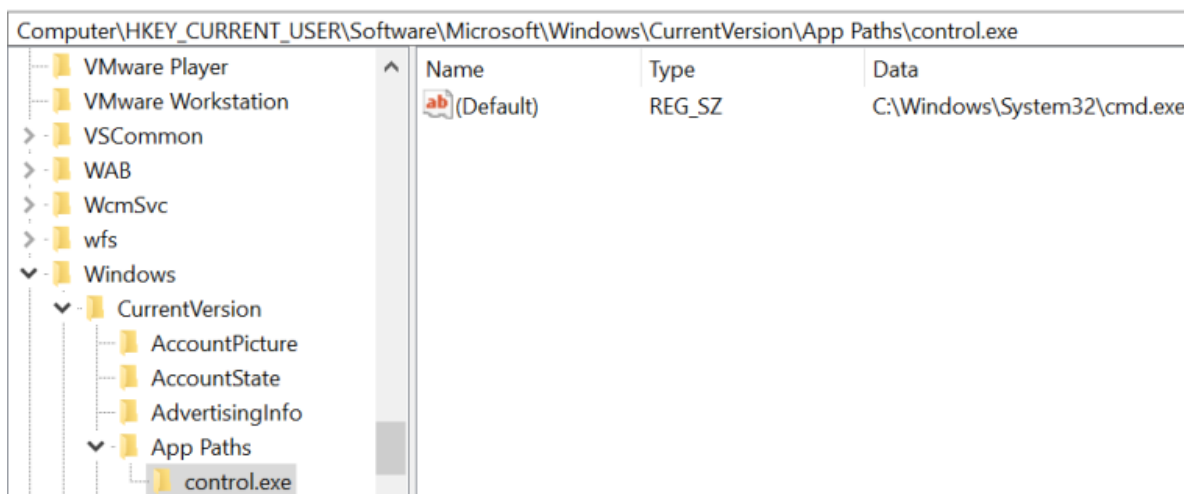 Computer\HKEY_CURRENT_USER\Software\Microsoft\Windows\CurrentVersion\App Paths\control.exe
VMware Player
VMware Workstation
VSCommon
WAB
WcmSvc
wfs
Windows
CurrentVersion
AccountPicture
AccountState
AdvertisingInfo
App Paths
control.exe
Name Type Data
ab (Default) REG_SZ C:\Windows\System32\cmd.exe